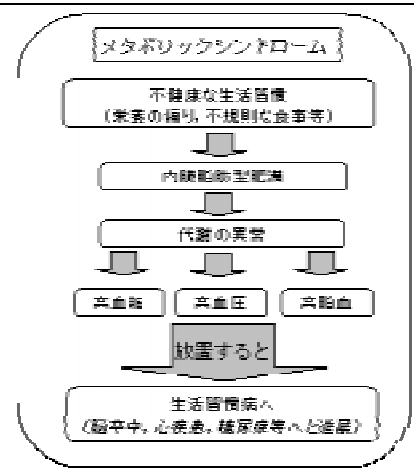 メタボリックシンドローム
不健康な生活習慣
(栄養の偏り,不規則な食事等)
内臓脂肪型肥満
代謝の異常
高血糖 高血圧 高脂血
放置すると
生活習慣病へ
(脳卒中,心疾患,糖尿病等へと進展)